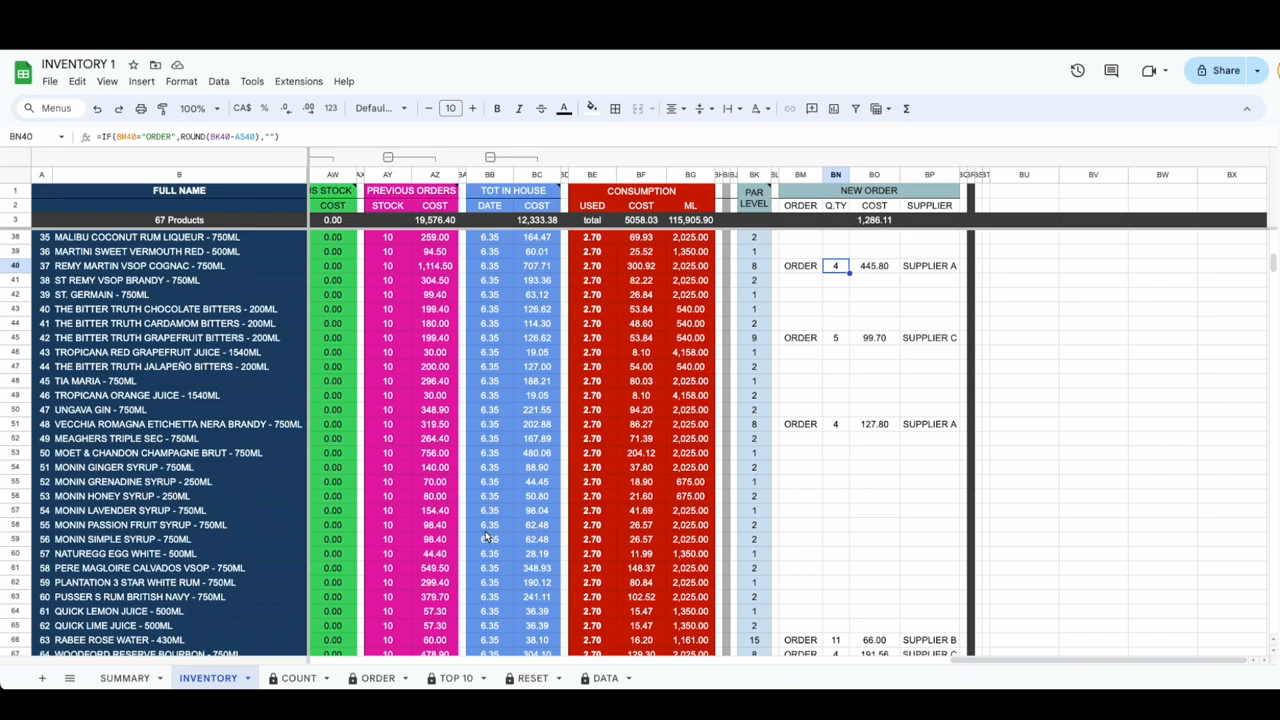 INVENTORY 1
File Edit View Insert Format Data Tools Extensions Help
Share
Menus 100% CA$ % .0 .00 123 Defaul... 10 B I A
BN40 =IF(BM40="ORDER",ROUND(BK40-AS40),"")
A B AW AY AZ BB BC BE BF BG BK BM BN BO BP BU BV BW BX
1 FULL NAME US STOCK PREVIOUS ORDERS TOT IN HOUSE CONSUMPTION PAR LEVEL NEW ORDER
2 COST STOCK COST DATE COST USED COST ML ORDER Q.TY COST SUPPLIER
3 67 Products 0.00 19,576.40 12,333.38 total 5058.03 115,905.90 1,286.11
38 35 MALIBU COCONUT RUM LIQUEUR - 750ML 0.00 10 259.00 6.35 164.47 2.70 69.93 2,025.00 2
39 36 MARTINI SWEET VERMOUTH RED - 500ML 0.00 10 94.50 6.35 60.01 2.70 25.52 1,350.00 1
40 37 REMY MARTIN VSOP COGNAC - 750ML 0.00 10 1,114.50 6.35 707.71 2.70 300.92 2,025.00 8 ORDER 4 445.80 SUPPLIER A
41 38 ST REMY VSOP BRANDY - 750ML 0.00 10 304.50 6.35 193.36 2.70 82.22 2,025.00 2
42 39 ST. GERMAIN - 750ML 0.00 10 99.40 6.35 63.12 2.70 26.84 2,025.00 1
43 40 THE BITTER TRUTH CHOCOLATE BITTERS - 200ML 0.00 10 199.40 6.35 126.62 2.70 53.84 540.00 1
44 41 THE BITTER TRUTH CARDAMOM BITTERS - 200ML 0.00 10 180.00 6.35 114.30 2.70 48.60 540.00 2
45 42 THE BITTER TRUTH GRAPEFRUIT BITTERS - 200ML 0.00 10 199.40 6.35 126.62 2.70 53.84 540.00 9 ORDER 5 99.70 SUPPLIER C
46 43 TROPICANA RED GRAPEFRUIT JUICE - 1540ML 0.00 10 30.00 6.35 19.05 2.70 8.10 4,158.00 1
47 44 THE BITTER TRUTH JALAPEÑO BITTERS - 200ML 0.00 10 200.00 6.35 127.00 2.70 54.00 540.00 2
48 45 TIA MARIA - 750ML 0.00 10 296.40 6.35 188.21 2.70 80.03 2,025.00 1
49 46 TROPICANA ORANGE JUICE - 1540ML 0.00 10 30.00 6.35 19.05 2.70 8.10 4,158.00 2
50 47 UNGAVA GIN - 750ML 0.00 10 348.90 6.35 221.55 2.70 94.20 2,025.00 2
51 48 VECCHIA ROMAGNA ETICHETTA NERA BRANDY - 750ML 0.00 10 319.50 6.35 202.88 2.70 86.27 2,025.00 8 ORDER 4 127.80 SUPPLIER A
52 49 MEAGHERS TRIPLE SEC - 750ML 0.00 10 264.40 6.35 167.89 2.70 71.39 2,025.00 2
53 50 MOET & CHANDON CHAMPAGNE BRUT - 750ML 0.00 10 756.00 6.35 480.06 2.70 204.12 2,025.00 1
54 51 MONIN GINGER SYRUP - 750ML 0.00 10 140.00 6.35 88.90 2.70 37.80 2,025.00 2
55 52 MONIN GRENADINE SYRUP - 250ML 0.00 10 70.00 6.35 44.45 2.70 18.90 675.00 1
56 53 MONIN HONEY SYRUP - 250ML 0.00 10 80.00 6.35 50.80 2.70 21.60 675.00 2
57 54 MONIN LAVENDER SYRUP - 750ML 0.00 10 154.40 6.35 98.04 2.70 41.69 2,025.00 1
58 55 MONIN PASSION FRUIT SYRUP - 750ML 0.00 10 98.40 6.35 62.48 2.70 26.57 2,025.00 2
59 56 MONIN SIMPLE SYRUP - 750ML 0.00 10 98.40 6.35 62.48 2.70 26.57 2,025.00 2
60 57 NATUREGG EGG WHITE - 500ML 0.00 10 44.40 6.35 28.19 2.70 11.99 1,350.00 1
61 58 PERE MAGLOIRE CALVADOS VSOP - 750ML 0.00 10 549.50 6.35 348.93 2.70 148.37 2,025.00 2
62 59 PLANTATION 3 STAR WHITE RUM - 750ML 0.00 10 299.40 6.35 190.12 2.70 80.84 2,025.00 1
63 60 PUSSER S RUM BRITISH NAVY - 750ML 0.00 10 379.70 6.35 241.11 2.70 102.52 2,025.00 2
64 61 QUICK LEMON JUICE - 500ML 0.00 10 57.30 6.35 36.39 2.70 15.47 1,350.00 1
65 62 QUICK LIME JUICE - 500ML 0.00 10 57.30 6.35 36.39 2.70 15.47 1,350.00 2
66 63 RABEE ROSE WATER - 430ML 0.00 10 60.00 6.35 38.10 2.70 16.20 1,161.00 15 ORDER 11 66.00 SUPPLIER B
67 64 WOODFORD RESERVE BOURBON - 750ML 0.00 10 478.90 6.35 304.10 2.70 129.30 2,025.00 8 ORDER 4 191.56 SUPPLIER C
SUMMARY INVENTORY COUNT ORDER TOP 10 RESET DATA